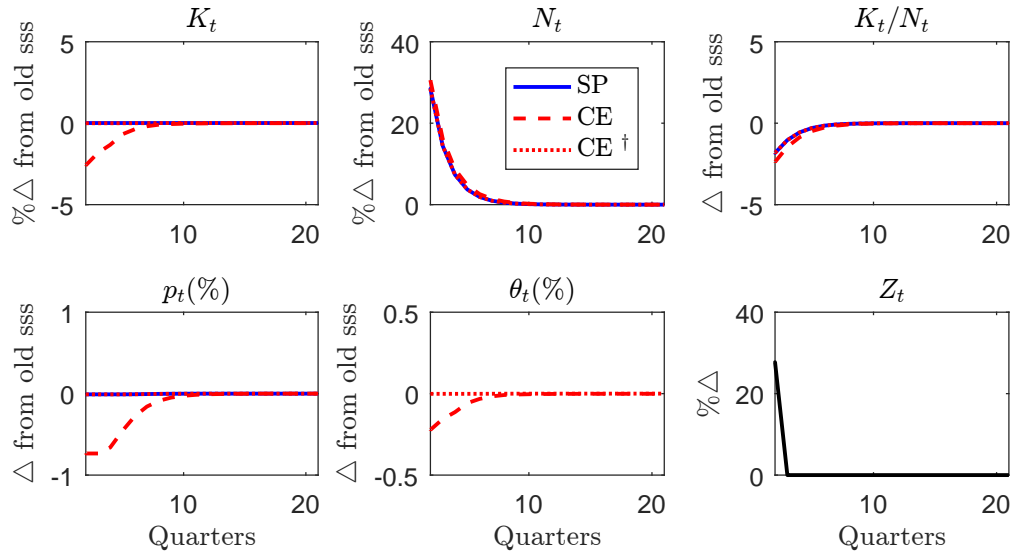 K_t
N_t
K_t/N_t
%△ from old sss
5
0
-5
10
20
%△ from old sss
40
20
0
10
20
SP
CE
CE †
△ from old sss
5
0
-5
10
20
p_t(%)
θ_t(%)
Z_t
△ from old sss
1
0
-1
10
20
Quarters
△ from old sss
0.5
0
-0.5
10
20
Quarters
%△
40
20
0
10
20
Quarters